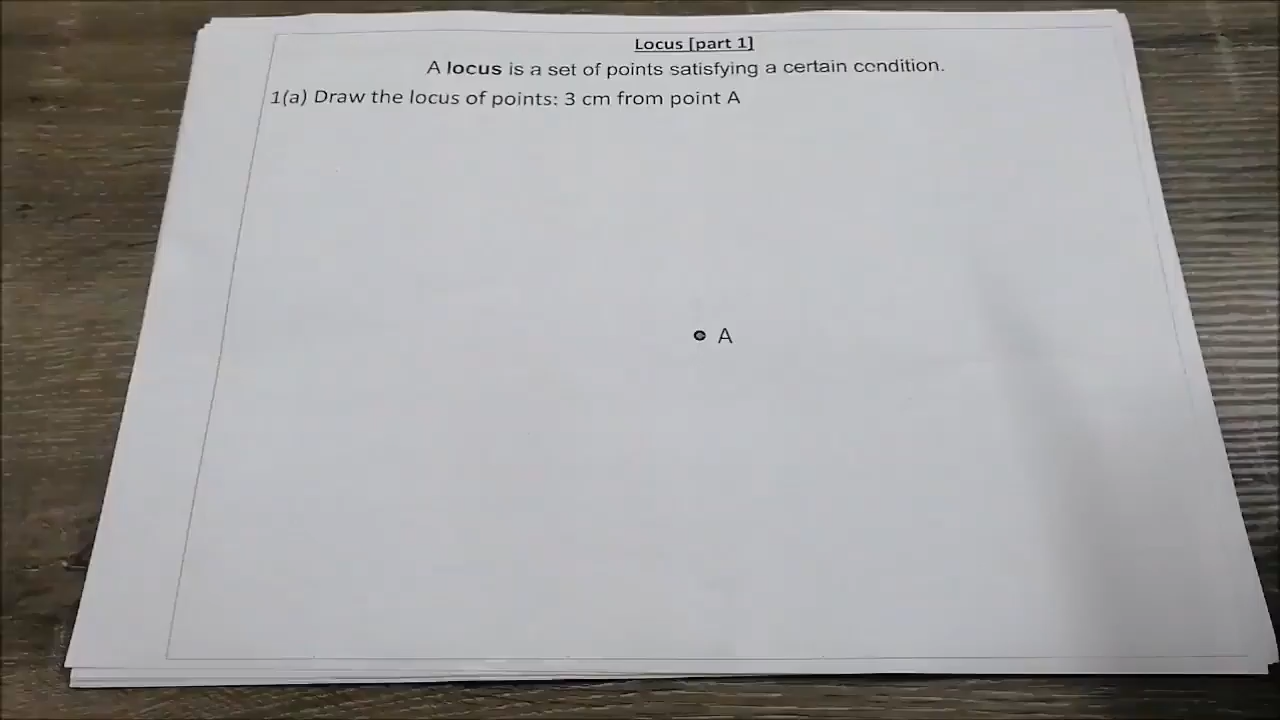 Locus [part 1]
A locus is a set of points satisfying a certain condition.
1(a) Draw the locus of points: 3 cm from point A
A